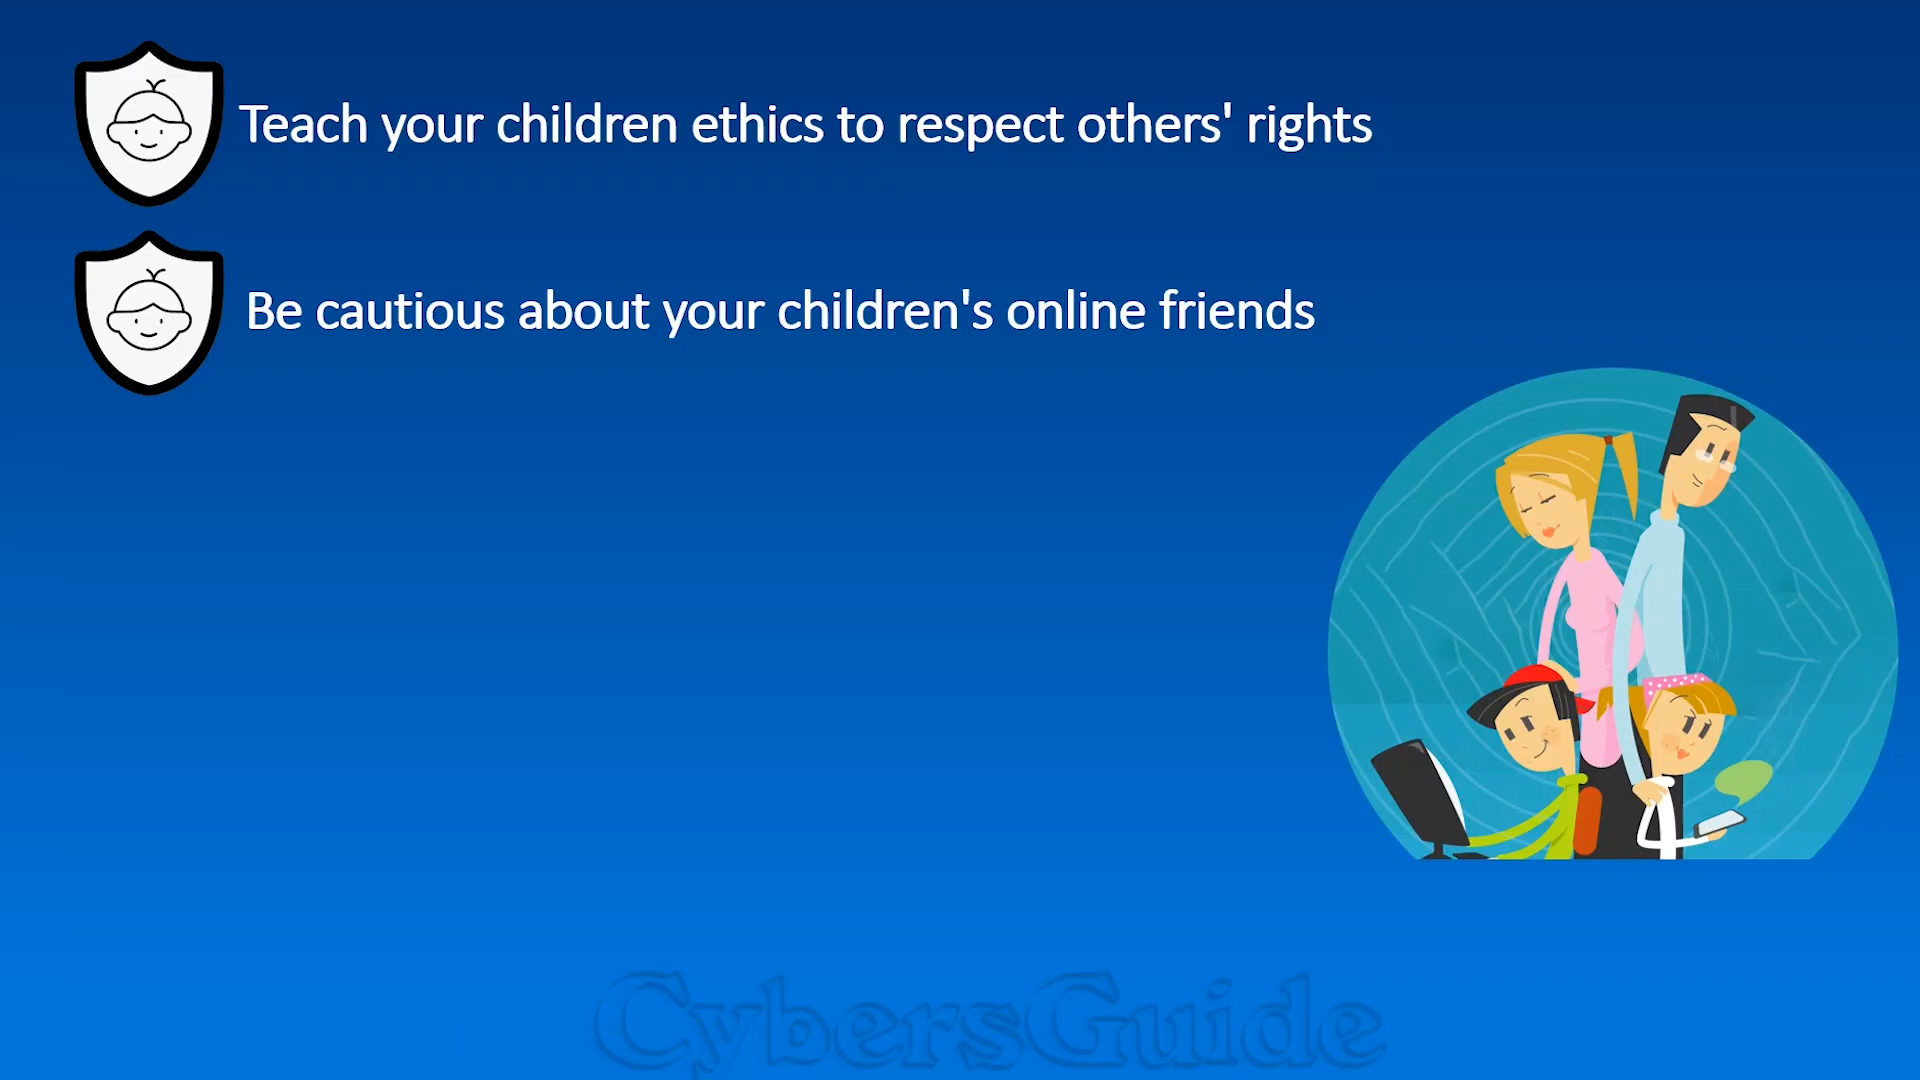 Teach your children ethics to respect others' rights
Be cautious about your children's online friends
CybersGuide